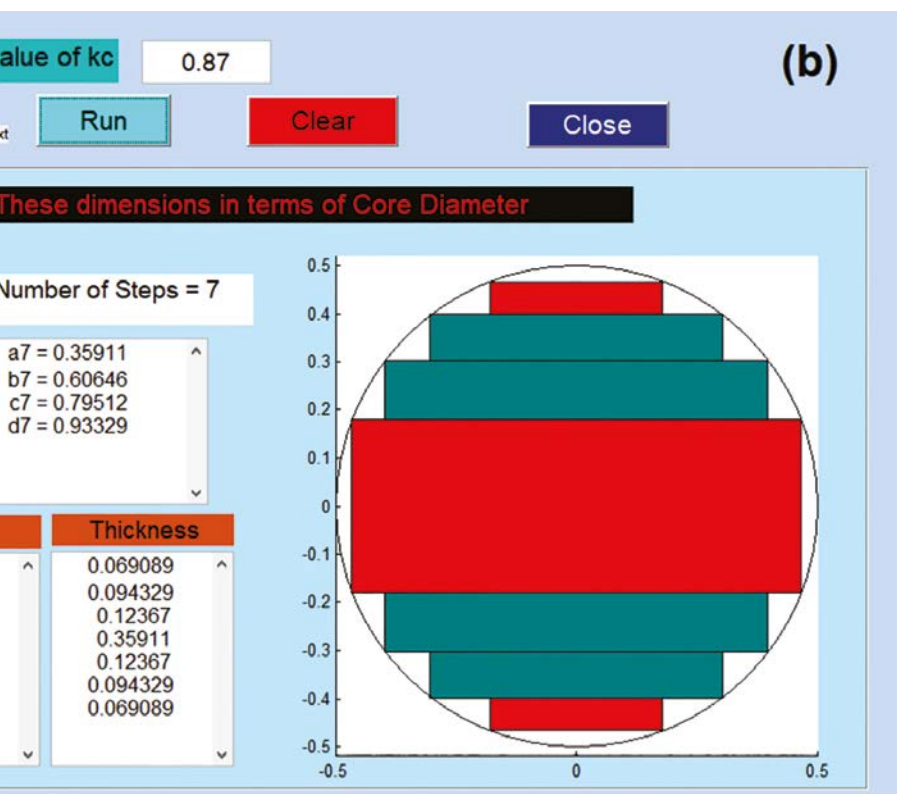 alue of kc 0.87
(b)
xt Run Clear Close
These dimensions in terms of Core Diameter
Number of Steps = 7
a7 = 0.35911
b7 = 0.60646
c7 = 0.79512
d7 = 0.93329
Thickness
0.069089
0.094329
0.12367
0.35911
0.12367
0.094329
0.069089
0.5
0.4
0.3
0.2
0.1
0
-0.1
-0.2
-0.3
-0.4
-0.5
-0.5 0 0.5